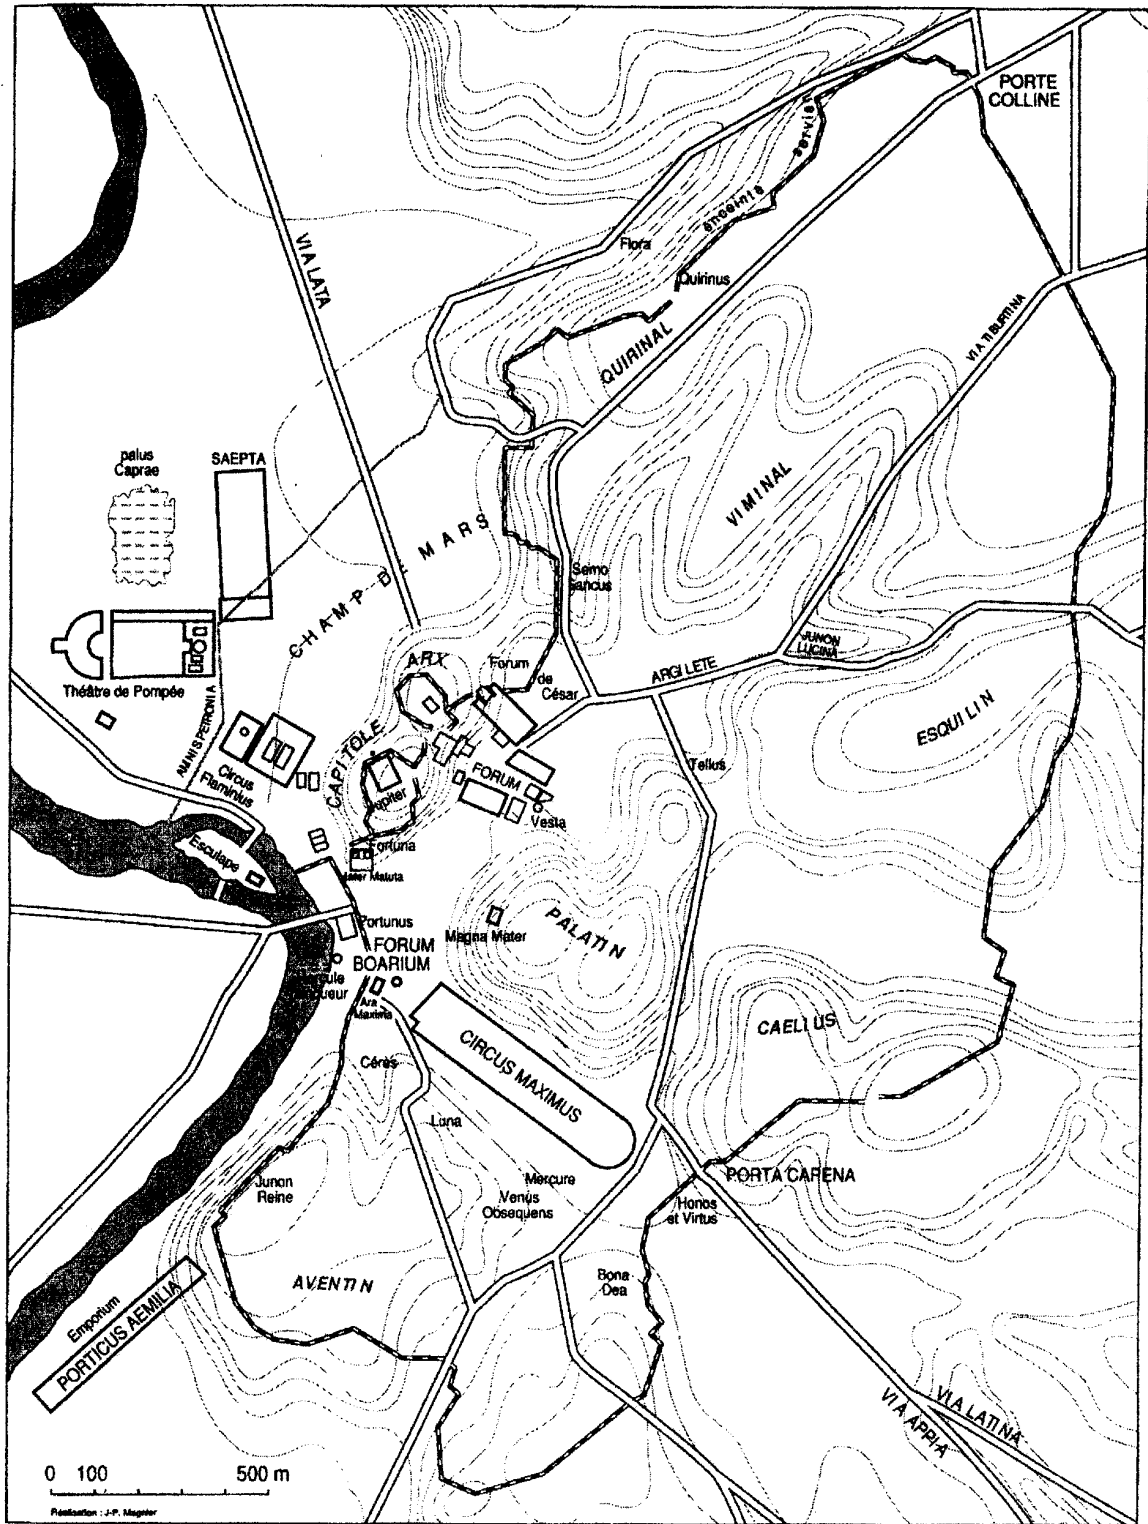 PORTE
COLLINE
enceinte servien
VIA LATA
Flora
Quirinus
QUIRINAL
VIA TIBURTINA
palus
Caprae
SAEPTA
VIMINAL
CHAMP DE MARS
Semo
Sancus
JUNON
LUCINA
ARX
Forum
de
César
ARGILETE
Théâtre de Pompée
AMNIS PETRONIA
ESQUILIN
CAPITOLE
Circus
Flaminius
Jupiter
FORUM
Tellus
Vesta
Esculape
Fortuna
Mater Matuta
Portunus
Magna Mater
PALATIN
FORUM
BOARIUM
Ara
Maxima
CAELIUS
CIRCUS MAXIMUS
Cérès
Luna
Junon
Reine
Mercure
Venus
Obsequens
PORTA CAPENA
Honos
et Virtus
AVENTIN
Bona
Dea
Emporium
PORTICUS AEMILIA
VIA APPIA
VIA LATINA
0 100 500 m
Réalisation : J-P. Magnier